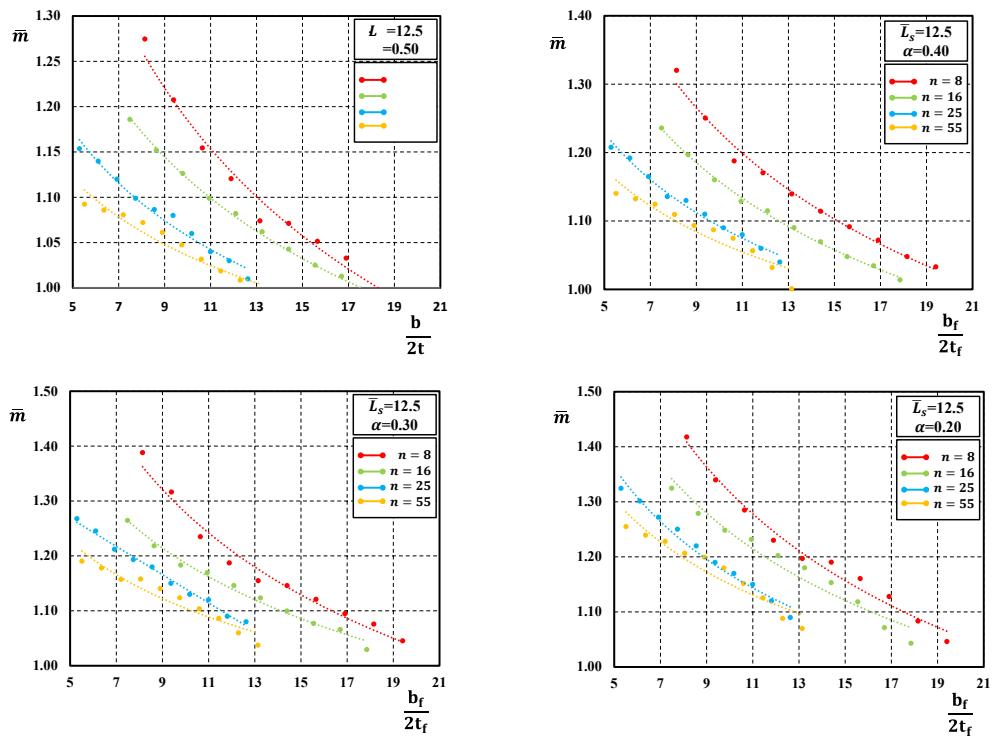 m̅
1.30
1.20
1.15
1.10
1.05
1.00
Ł =12.5
=0.50
5 7 9 11 13 15 17 19 21
b
2t
m̅
1.40
1.30
1.20
1.10
1.00
L̅s=12.5
α=0.40
n = 8
n = 16
n = 25
n = 55
5 7 9 11 13 15 17 19 21
bf
2tf
m̅
1.50
1.40
1.30
1.20
1.10
1.00
L̅s=12.5
α=0.30
n = 8
n = 16
n = 25
n = 55
5 7 9 11 13 15 17 19 21
bf
2tf
m̅
1.50
1.40
1.30
1.20
1.10
1.00
L̅s=12.5
α=0.20
n = 8
n = 16
n = 25
n = 55
5 7 9 11 13 15 17 19 21
bf
2tf